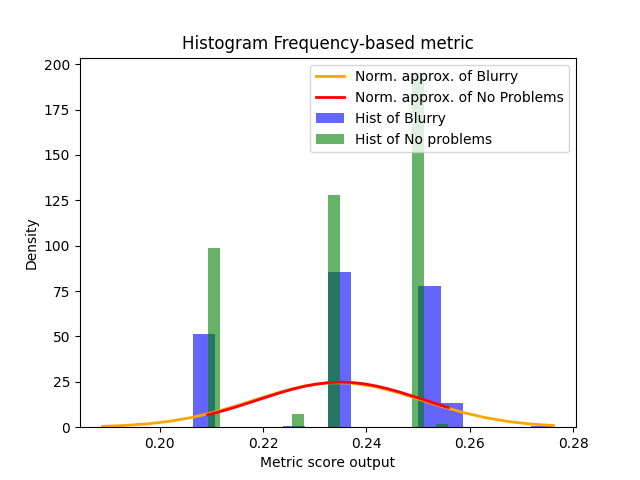 Histogram Frequency-based metric
200
175
150
125
100
75
50
25
0
Density
Norm. approx. of Blurry
Norm. approx. of No Problems
Hist of Blurry
Hist of No problems
0.20
0.22
0.24
0.26
0.28
Metric score output